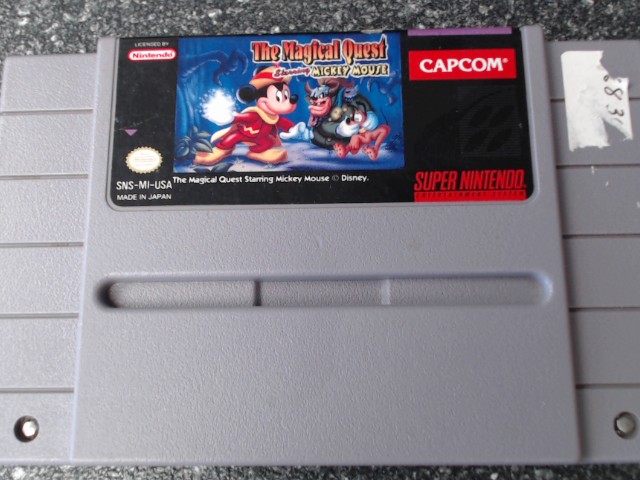 LICENSED BY
Nintendo
The Magical Quest
Starring MICKEY MOUSE
CAPCOM
SNS-MI-USA
MADE IN JAPAN
The Magical Quest Starring Mickey Mouse © Disney.
SUPER NINTENDO
ENTERTAINMENT SYSTEM